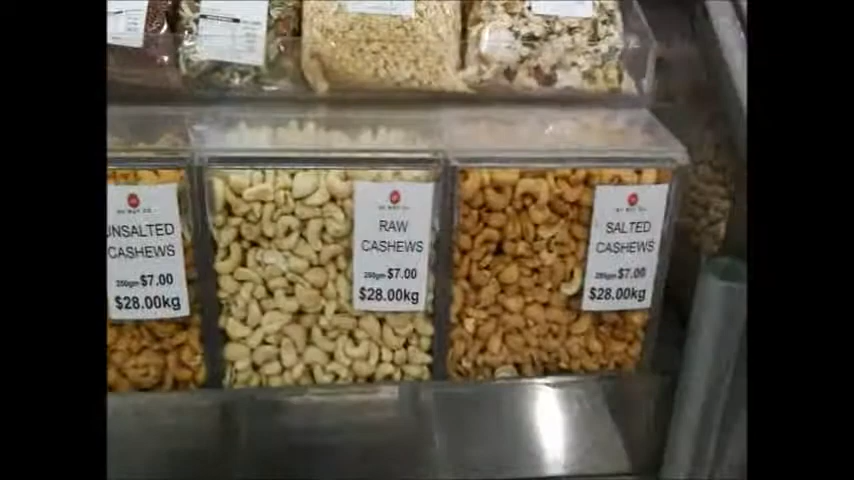 UNSALTED
CASHEWS
250gm $7.00
$28.00kg
RAW
CASHEWS
250gm $7.00
$28.00kg
SALTED
CASHEWS
250gm $7.00
$28.00kg